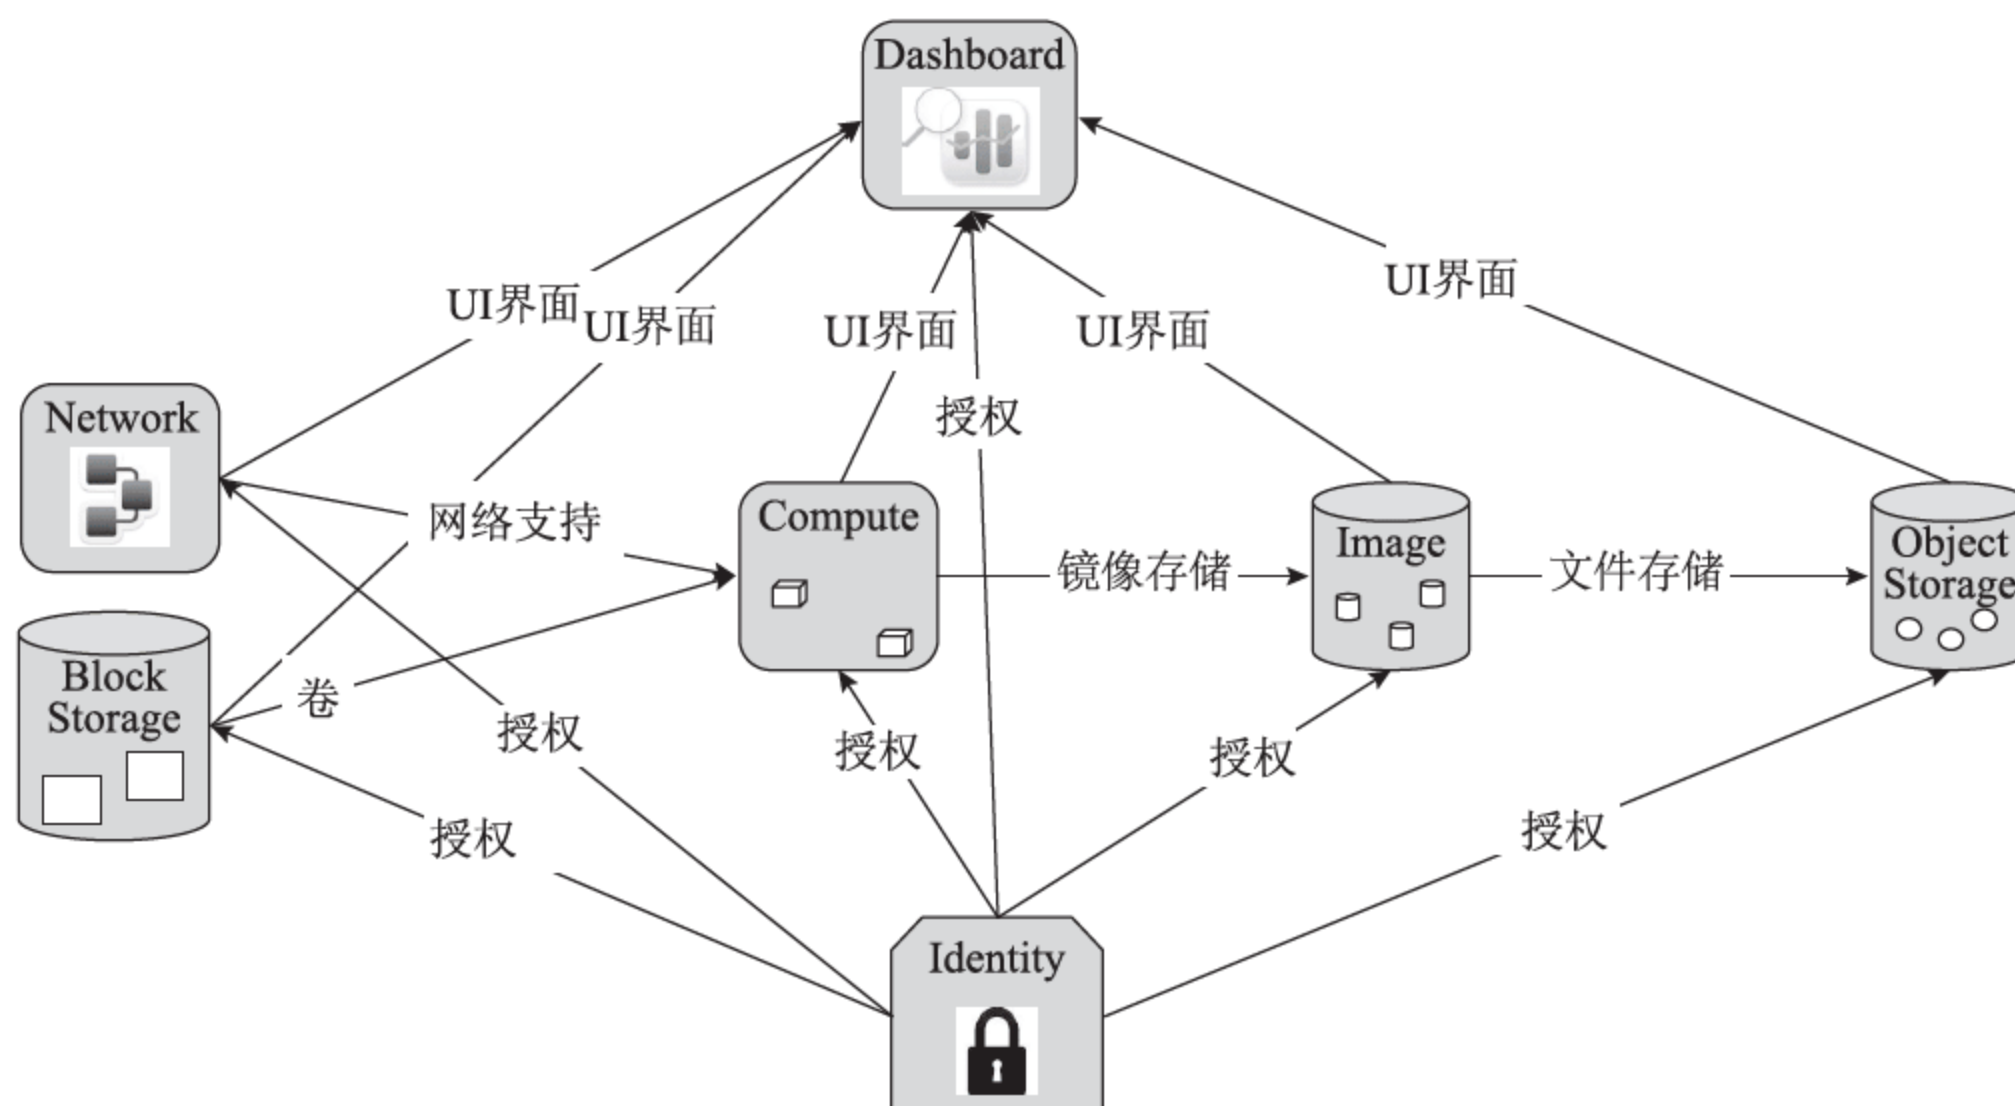 Dashboard
UI界面
UI界面
UI界面
UI界面
UI界面
授权
Network
网络支持
Compute
镜像存储
Image
文件存储
Object
Storage
Block
Storage
卷
授权
授权
授权
授权
授权
Identity